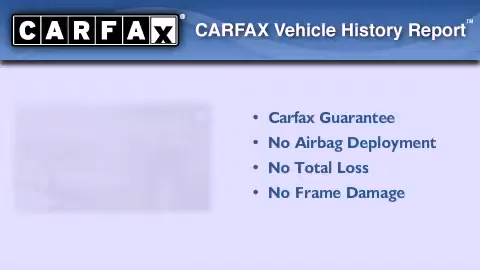 CARFAX® CARFAX Vehicle History Report™
• Carfax Guarantee
• No Airbag Deployment
• No Total Loss
• No Frame Damage